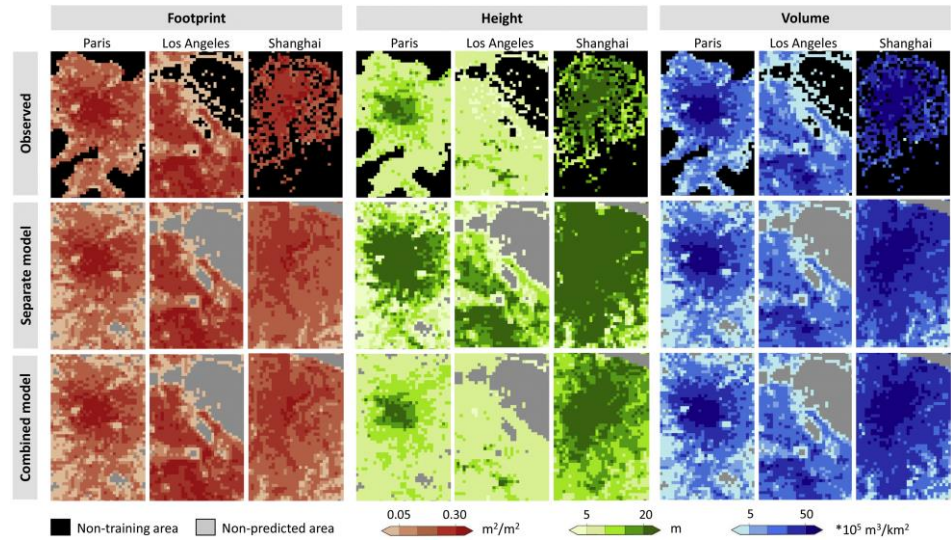 Footprint Height Volume
Paris Los Angeles Shanghai Paris Los Angeles Shanghai Paris Los Angeles Shanghai
Observed
Separate model
Combined model
Non-training area Non-predicted area
0.05 0.30 m²/m²
5 20 m
5 50 *10⁵ m³/km²